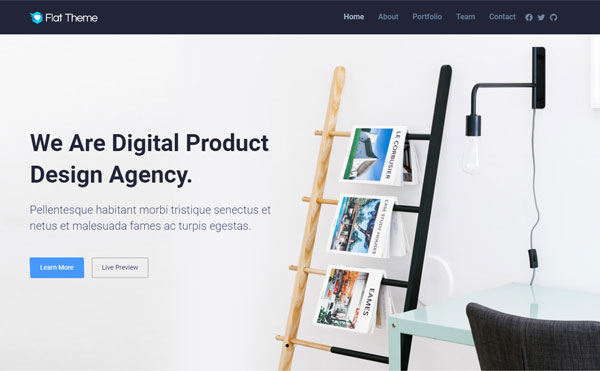 Flat Theme
Home About Portfolio Team Contact
We Are Digital Product
Design Agency.
Pellentesque habitant morbi tristique senectus et
netus et malesuada fames ac turpis egestas.
Learn More
Live Preview
LE CORBUSIER
CASE STUDY HOUSES
EAMES